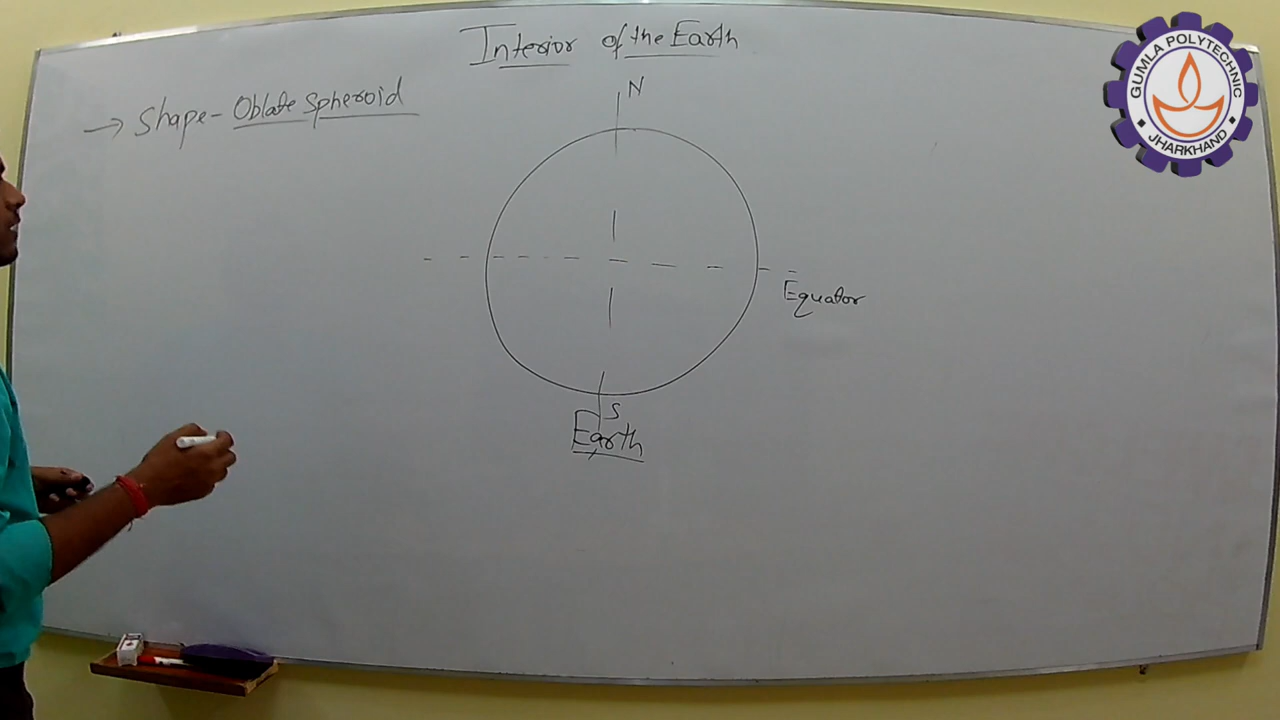 Interior of the Earth
→ Shape - Oblate Spheroid
N
Equator
S
Earth
GUMLA POLYTECHNIC
JHARKHAND